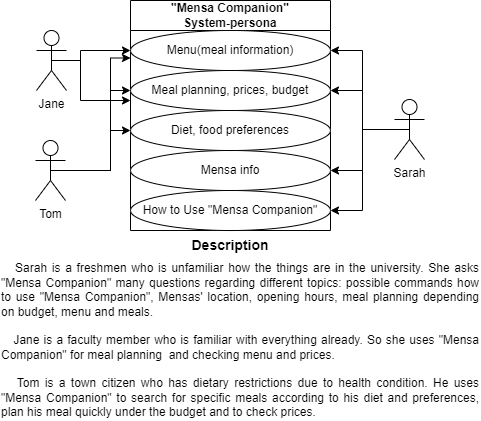 "Mensa Companion"
System-persona
Menu(meal information)
Meal planning, prices, budget
Jane
Diet, food preferences
Sarah
Mensa info
Tom
How to Use "Mensa Companion"
Description
Sarah is a freshmen who is unfamiliar how the things are in the university. She asks
"Mensa Companion" many questions regarding different topics: possible commands how
to use "Mensa Companion", Mensas' location, opening hours, meal planning depending
on budget, menu and meals.
Jane is a faculty member who is familiar with everything already. So she uses "Mensa
Companion" for meal planning and checking menu and prices.
Tom is a town citizen who has dietary restrictions due to health condition. He uses
"Mensa Companion" to search for specific meals according to his diet and preferences,
plan his meal quickly under the budget and to check prices.